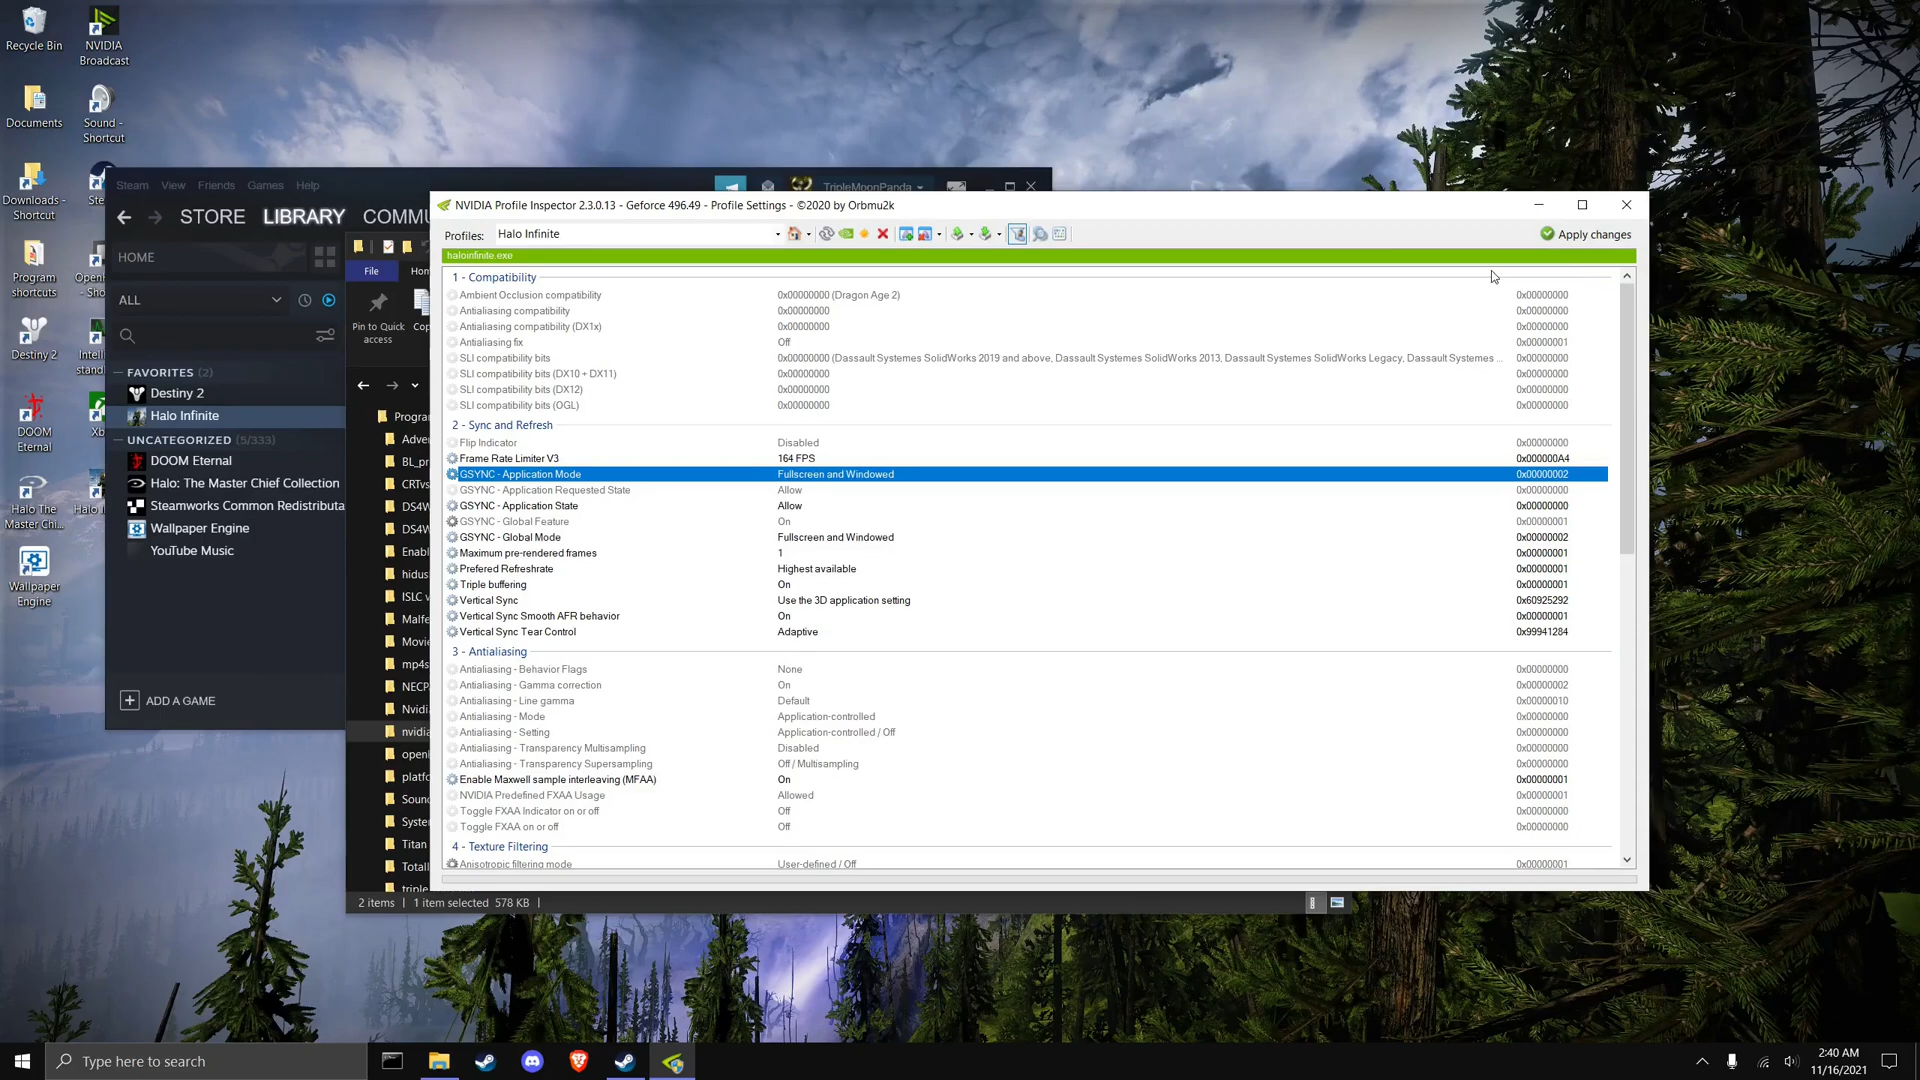 Recycle Bin
NVIDIA
Broadcast
Documents
Sound -
Shortcut
Downloads -
Shortcut
Program
shortcuts
Destiny 2
DOOM
Eternal
Halo The
Master Chi...
Wallpaper
Engine
Steam View Friends Games Help
TripleMoonPanda
STORE LIBRARY
HOME
ALL
FAVORITES (2)
Destiny 2
Halo Infinite
UNCATEGORIZED (5/333)
DOOM Eternal
Halo: The Master Chief Collection
Steamworks Common Redistributa
Wallpaper Engine
YouTube Music
+ ADD A GAME
File
Pin to Quick
access
2 items 1 item selected 578 KB
NVIDIA Profile Inspector 2.3.0.13 - Geforce 496.49 - Profile Settings - ©2020 by Orbmu2k
Profiles: Halo Infinite
Apply changes
haloinfinite.exe
1 - Compatibility
Ambient Occlusion compatibility 0x00000000 (Dragon Age 2) 0x00000000
Antialiasing compatibility 0x00000000 0x00000000
Antialiasing compatibility (DX1x) 0x00000000 0x00000000
Antialiasing fix Off 0x00000001
SLI compatibility bits 0x00000000 (Dassault Systemes SolidWorks 2019 and above, Dassault Systemes SolidWorks 2013, Dassault Systemes SolidWorks Legacy, Dassault Systemes ... 0x00000000
SLI compatibility bits (DX10 + DX11) 0x00000000 0x00000000
SLI compatibility bits (DX12) 0x00000000 0x00000000
SLI compatibility bits (OGL) 0x00000000 0x00000000
2 - Sync and Refresh
Flip Indicator Disabled 0x00000000
Frame Rate Limiter V3 164 FPS 0x000000A4
GSYNC - Application Mode Fullscreen and Windowed 0x00000002
GSYNC - Application Requested State Allow 0x00000000
GSYNC - Application State Allow 0x00000000
GSYNC - Global Feature On 0x00000001
GSYNC - Global Mode Fullscreen and Windowed 0x00000002
Maximum pre-rendered frames 1 0x00000001
Prefered Refreshrate Highest available 0x00000001
Triple buffering On 0x00000001
Vertical Sync Use the 3D application setting 0x60925292
Vertical Sync Smooth AFR behavior On 0x00000001
Vertical Sync Tear Control Adaptive 0x99941284
3 - Antialiasing
Antialiasing - Behavior Flags None 0x00000000
Antialiasing - Gamma correction On 0x00000002
Antialiasing - Line gamma Default 0x00000010
Antialiasing - Mode Application-controlled 0x00000000
Antialiasing - Setting Application-controlled / Off 0x00000000
Antialiasing - Transparency Multisampling Disabled 0x00000000
Antialiasing - Transparency Supersampling Off / Multisampling 0x00000000
Enable Maxwell sample interleaving (MFAA) On 0x00000001
NVIDIA Predefined FXAA Usage Allowed 0x00000001
Toggle FXAA Indicator on or off Off 0x00000000
Toggle FXAA on or off Off 0x00000000
4 - Texture Filtering
Anisotropic filtering mode User-defined / Off 0x00000001
Type here to search
2:40 AM
11/16/2021